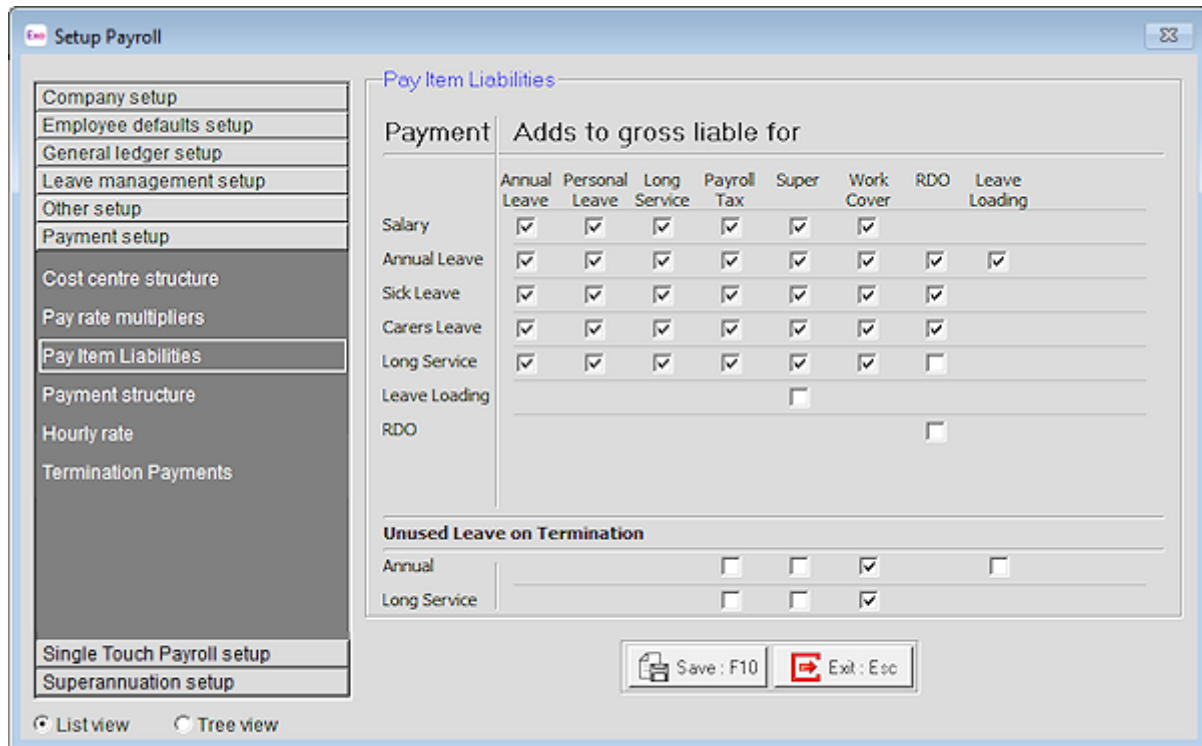 Exo Setup Payroll
Company setup
Employee defaults setup
General ledger setup
Leave management setup
Other setup
Payment setup
Cost centre structure
Pay rate multipliers
Pay Item Liabilities
Payment structure
Hourly rate
Termination Payments
Single Touch Payroll setup
Superannuation setup
List view Tree view
Pay Item Liabilities
Payment Adds to gross liable for
Annual Personal Long Payroll Super Work RDO Leave
Leave Leave Service Tax Cover Loading
Salary
Annual Leave
Sick Leave
Carers Leave
Long Service
Leave Loading
RDO
Unused Leave on Termination
Annual
Long Service
Save : F10 Exit : Esc